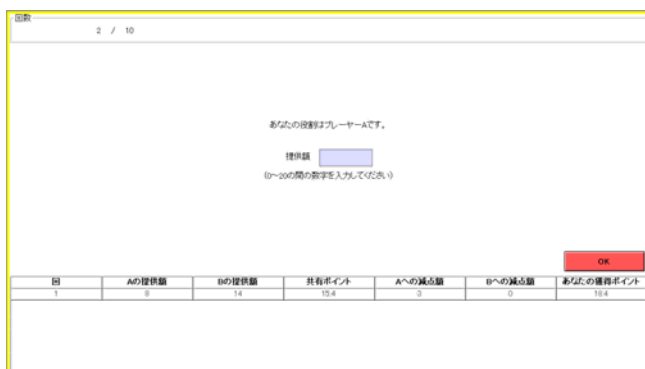 回数
2 / 10
あなたの役割はプレーヤーAです。
提供額
(0～20の間の数字を入力してください)
OK
回 Aの提供額 Bの提供額 共有ポイント Aへの減点額 Bへの減点額 あなたの獲得ポイント
1 8 14 15.4 3 0 18.4